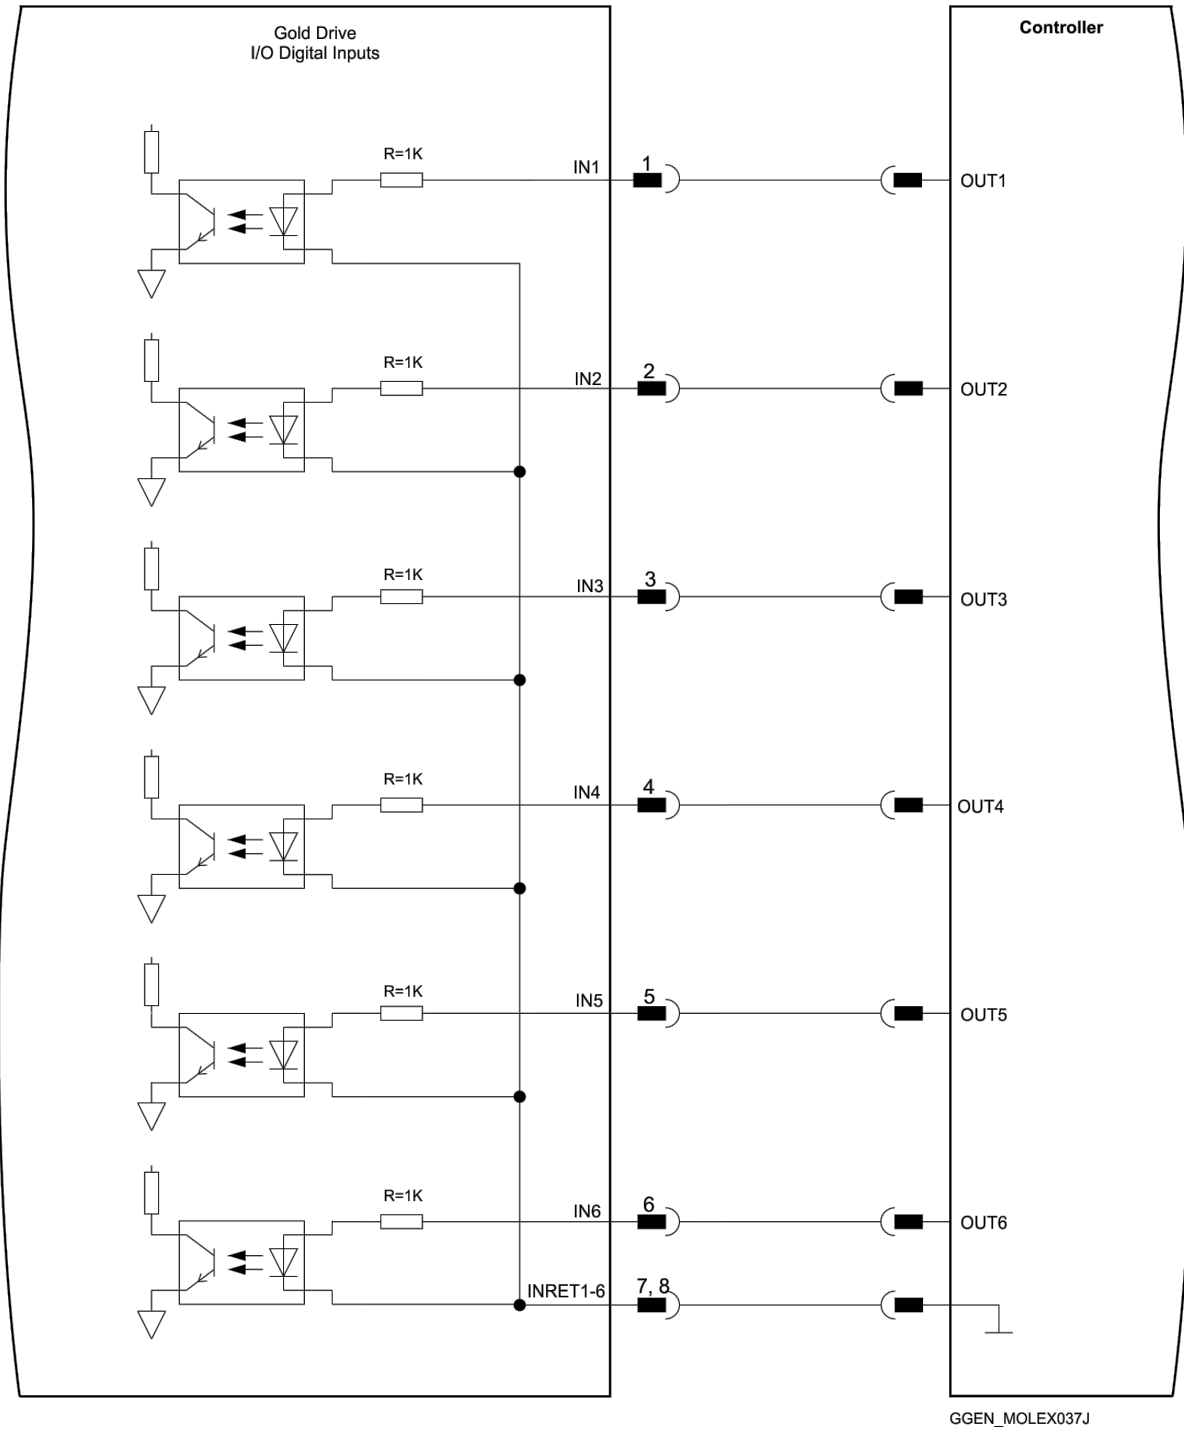 Gold Drive
I/O Digital Inputs
Controller
R=1K
IN1
1
OUT1
R=1K
IN2
2
OUT2
R=1K
IN3
3
OUT3
R=1K
IN4
4
OUT4
R=1K
IN5
5
OUT5
R=1K
IN6
6
OUT6
INRET1-6
7, 8
GGEN_MOLEX037J